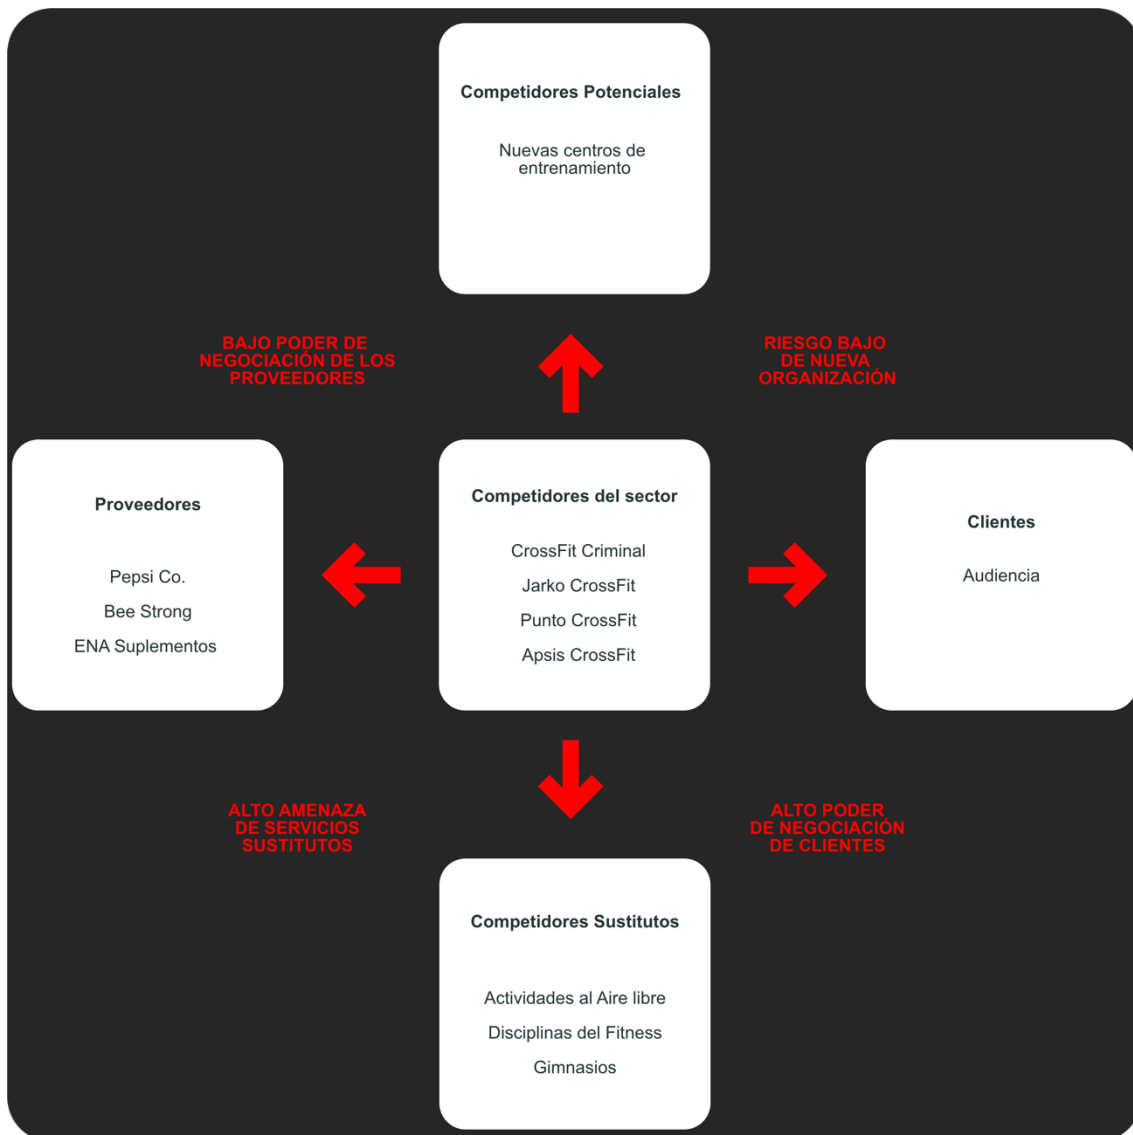 Competidores Potenciales
Nuevas centros de
entrenamiento
BAJO PODER DE
NEGOCIACIÓN DE LOS
PROVEEDORES
RIESGO BAJO
DE NUEVA
ORGANIZACIÓN
Proveedores
Pepsi Co.
Bee Strong
ENA Suplementos
Competidores del sector
CrossFit Criminal
Jarko CrossFit
Punto CrossFit
Apsis CrossFit
Clientes
Audiencia
ALTO AMENAZA
DE SERVICIOS
SUSTITUTOS
ALTO PODER
DE NEGOCIACIÓN
DE CLIENTES
Competidores Sustitutos
Actividades al Aire libre
Disciplinas del Fitness
Gimnasios